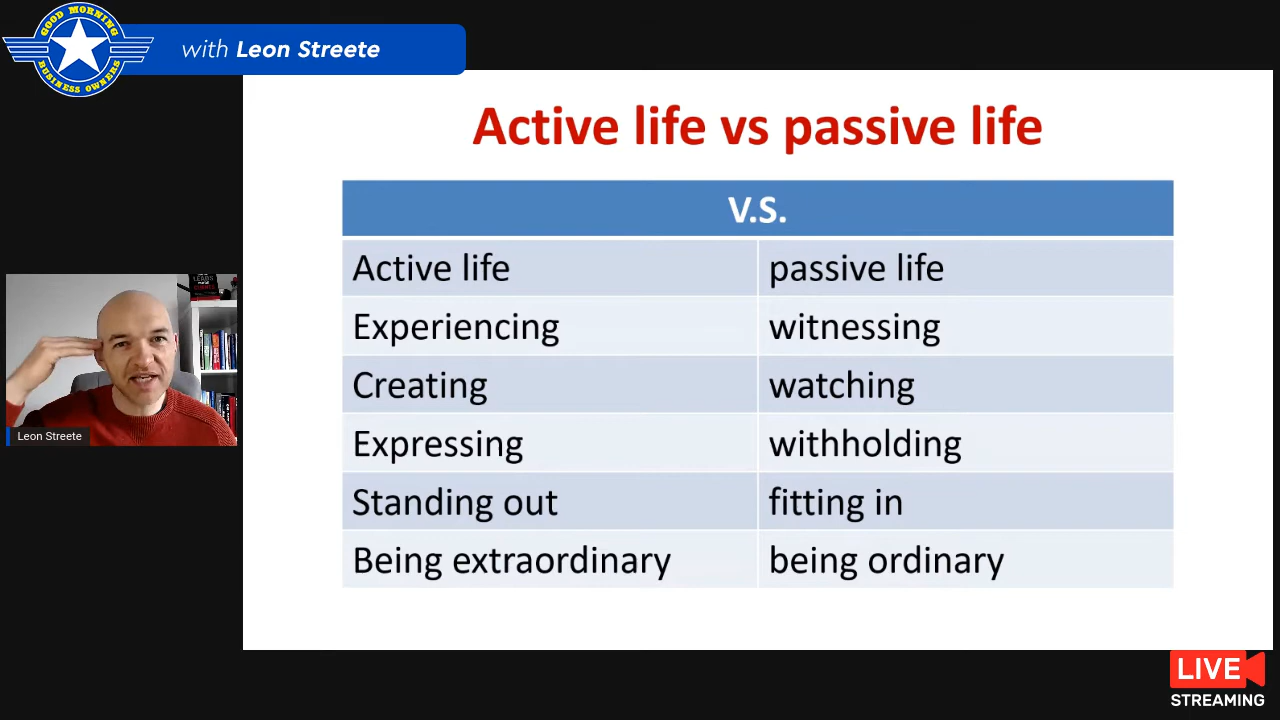 GOOD MORNING
BUSINESS OWNERS
with Leon Streete
Active life vs passive life
V.S.
Active life passive life
Experiencing witnessing
Creating watching
Expressing withholding
Standing out fitting in
Being extraordinary being ordinary
Leon Streete
LIVE
STREAMING